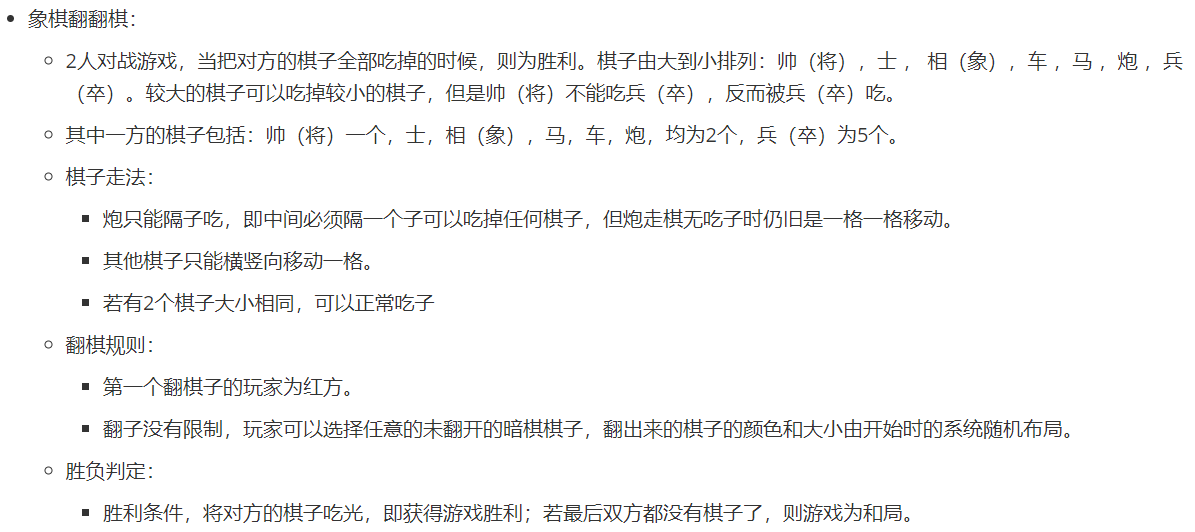 象棋翻翻棋：
2人对战游戏，当把对方的棋子全部吃掉的时候，则为胜利。棋子由大到小排列：帅（将），士， 相（象），车，马，炮，兵
（卒）。较大的棋子可以吃掉较小的棋子，但是帅（将）不能吃兵（卒），反而被兵（卒）吃。
其中一方的棋子包括：帅（将）一个，士，相（象），马，车，炮，均为2个，兵（卒）为5个。
棋子走法：
炮只能隔子吃，即中间必须隔一个子可以吃掉任何棋子，但炮走棋无吃子时仍旧是一格一格移动。
其他棋子只能横竖向移动一格。
若有2个棋子大小相同，可以正常吃子
翻棋规则：
第一个翻棋子的玩家为红方。
翻子没有限制，玩家可以选择任意的未翻开的暗棋棋子，翻出来的棋子的颜色和大小由开始时的系统随机布局。
胜负判定：
胜利条件，将对方的棋子吃光，即获得游戏胜利；若最后双方都没有棋子了，则游戏为和局。